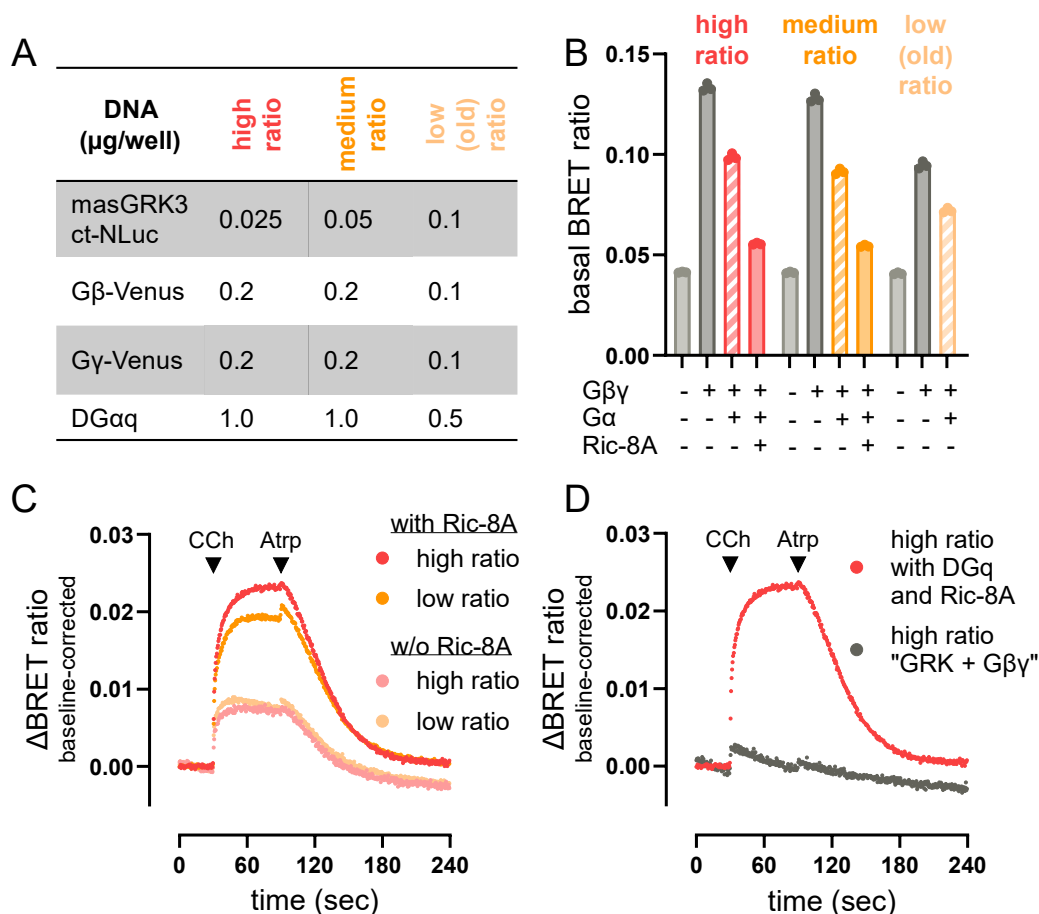 A
DNA
(µg/well)
high
ratio
medium
ratio
low
(old)
ratio
masGRK3
ct-NLuc
0.025
0.05
0.1
Gβ-Venus
0.2
0.2
0.1
Gγ-Venus
0.2
0.2
0.1
DGαq
1.0
1.0
0.5
B
high
ratio
medium
ratio
low
(old)
ratio
basal BRET ratio
0.15
0.10
0.05
0.00
Gβγ - + + + - + + + - + +
Gα - - + + - - + + - - +
Ric-8A - - - + - - - + - - -
C
ΔBRET ratio
baseline-corrected
0.03
0.02
0.01
0.00
CCh
Atrp
with Ric-8A
high ratio
low ratio
w/o Ric-8A
high ratio
low ratio
0 60 120 180 240
time (sec)
D
ΔBRET ratio
baseline-corrected
0.03
0.02
0.01
0.00
CCh
Atrp
high ratio
with DGq
and Ric-8A
high ratio
"GRK + Gβγ"
0 60 120 180 240
time (sec)